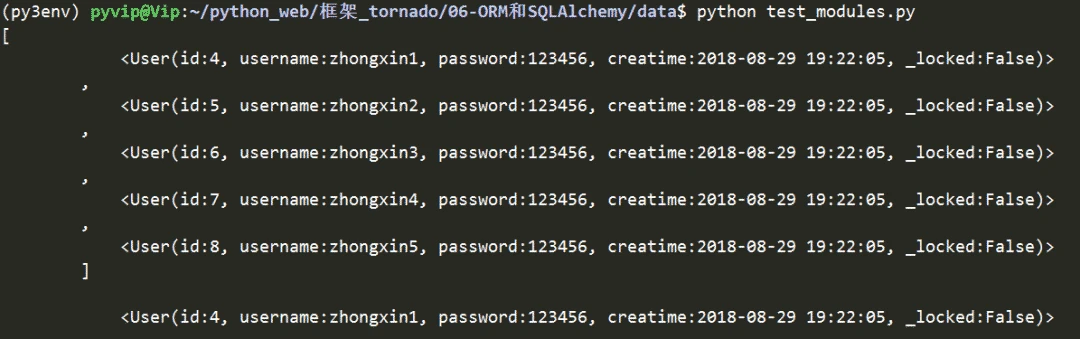 (py3env) pyvip@Vip:~/python_web/框架_tornado/06-ORM和SQLAlchemy/data$ python test_modules.py
[
<User(id:4, username:zhongxin1, password:123456, creatime:2018-08-29 19:22:05, _locked:False)>
,
<User(id:5, username:zhongxin2, password:123456, creatime:2018-08-29 19:22:05, _locked:False)>
,
<User(id:6, username:zhongxin3, password:123456, creatime:2018-08-29 19:22:05, _locked:False)>
,
<User(id:7, username:zhongxin4, password:123456, creatime:2018-08-29 19:22:05, _locked:False)>
,
<User(id:8, username:zhongxin5, password:123456, creatime:2018-08-29 19:22:05, _locked:False)>
]
<User(id:4, username:zhongxin1, password:123456, creatime:2018-08-29 19:22:05, _locked:False)>